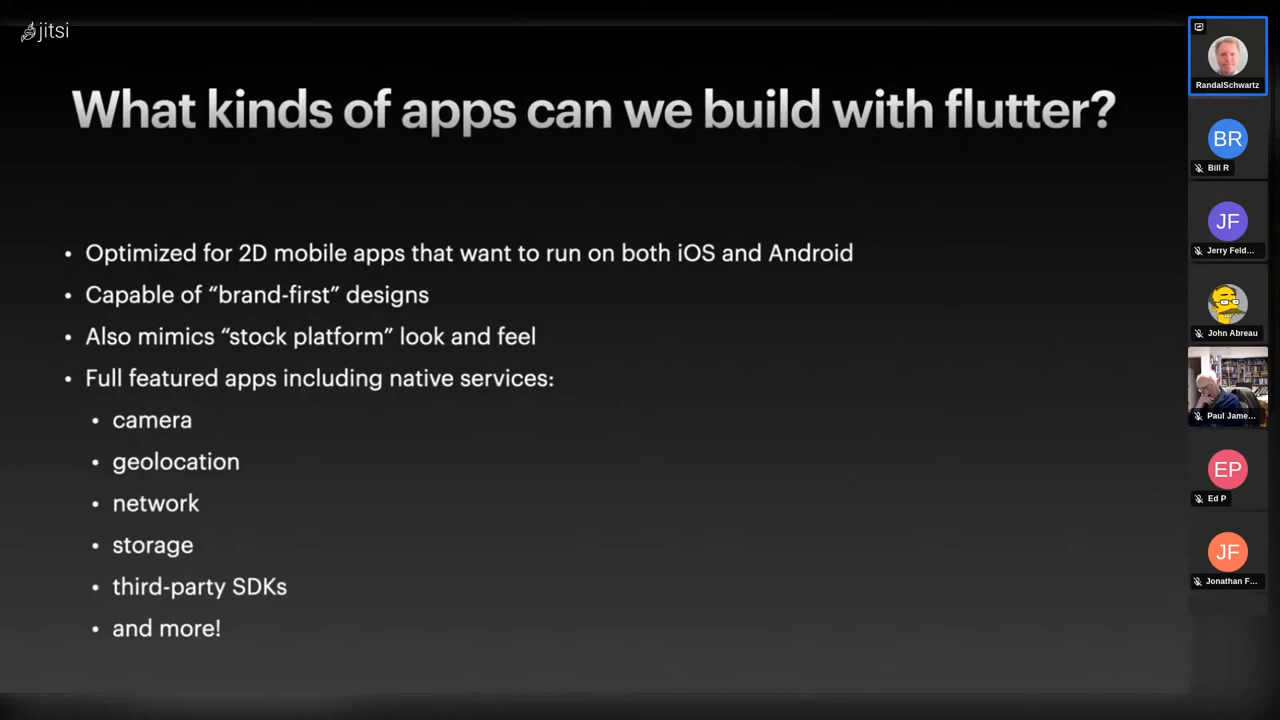 jitsi
What kinds of apps can we build with flutter?
• Optimized for 2D mobile apps that want to run on both iOS and Android
• Capable of “brand-first” designs
• Also mimics “stock platform” look and feel
• Full featured apps including native services:
• camera
• geolocation
• network
• storage
• third-party SDKs
• and more!
RandalSchwartz
BR
Bill R
JF
Jerry Feld...
John Abreau
Paul Jame...
EP
Ed P
JF
Jonathan F...